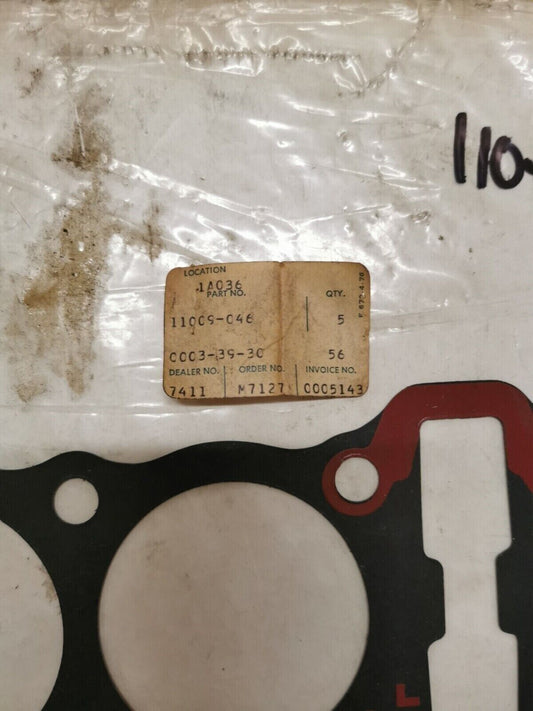 110
LOCATION
1A036
PART NO. QTY.
11009-046 5
0003-39-30 56
DEALER NO. ORDER NO. INVOICE NO.
7411 M7127 0005143